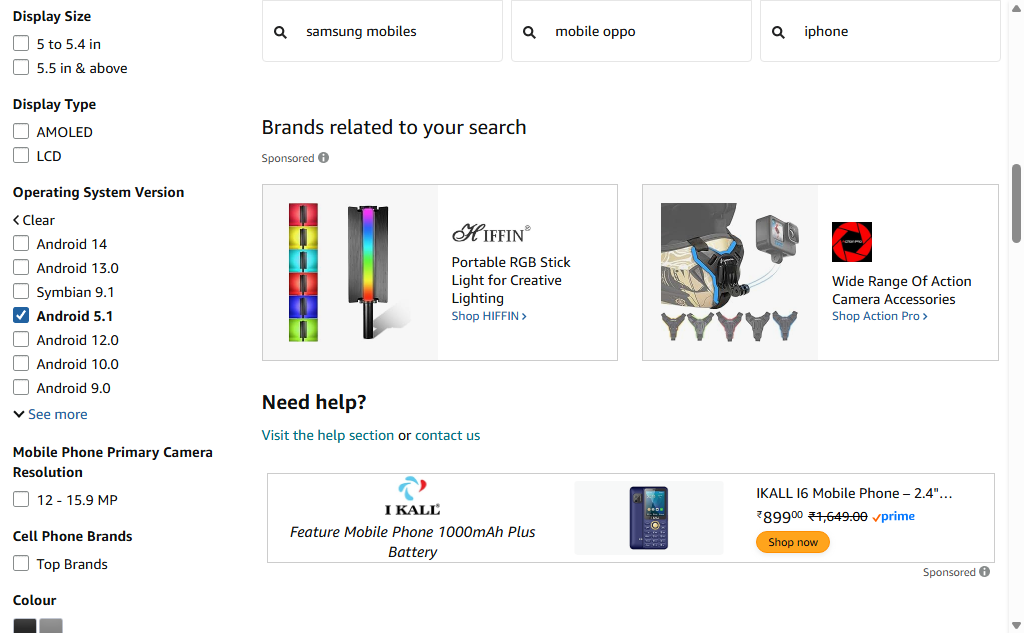 Display Size
5 to 5.4 in
5.5 in & above
Display Type
AMOLED
LCD
Operating System Version
Clear
Android 14
Android 13.0
Symbian 9.1
Android 5.1
Android 12.0
Android 10.0
Android 9.0
See more
Mobile Phone Primary Camera
Resolution
12 - 15.9 MP
Cell Phone Brands
Top Brands
Colour
samsung mobiles
mobile oppo
iphone
Brands related to your search
Sponsored
HIFFIN®
Portable RGB Stick
Light for Creative
Lighting
Shop HIFFIN ›
Wide Range Of Action
Camera Accessories
Shop Action Pro ›
Need help?
Visit the help section or contact us
I KALL
Feature Mobile Phone 1000mAh Plus
Battery
IKALL I6 Mobile Phone – 2.4"…
₹89900 ₹1,649.00 prime
Shop now
Sponsored